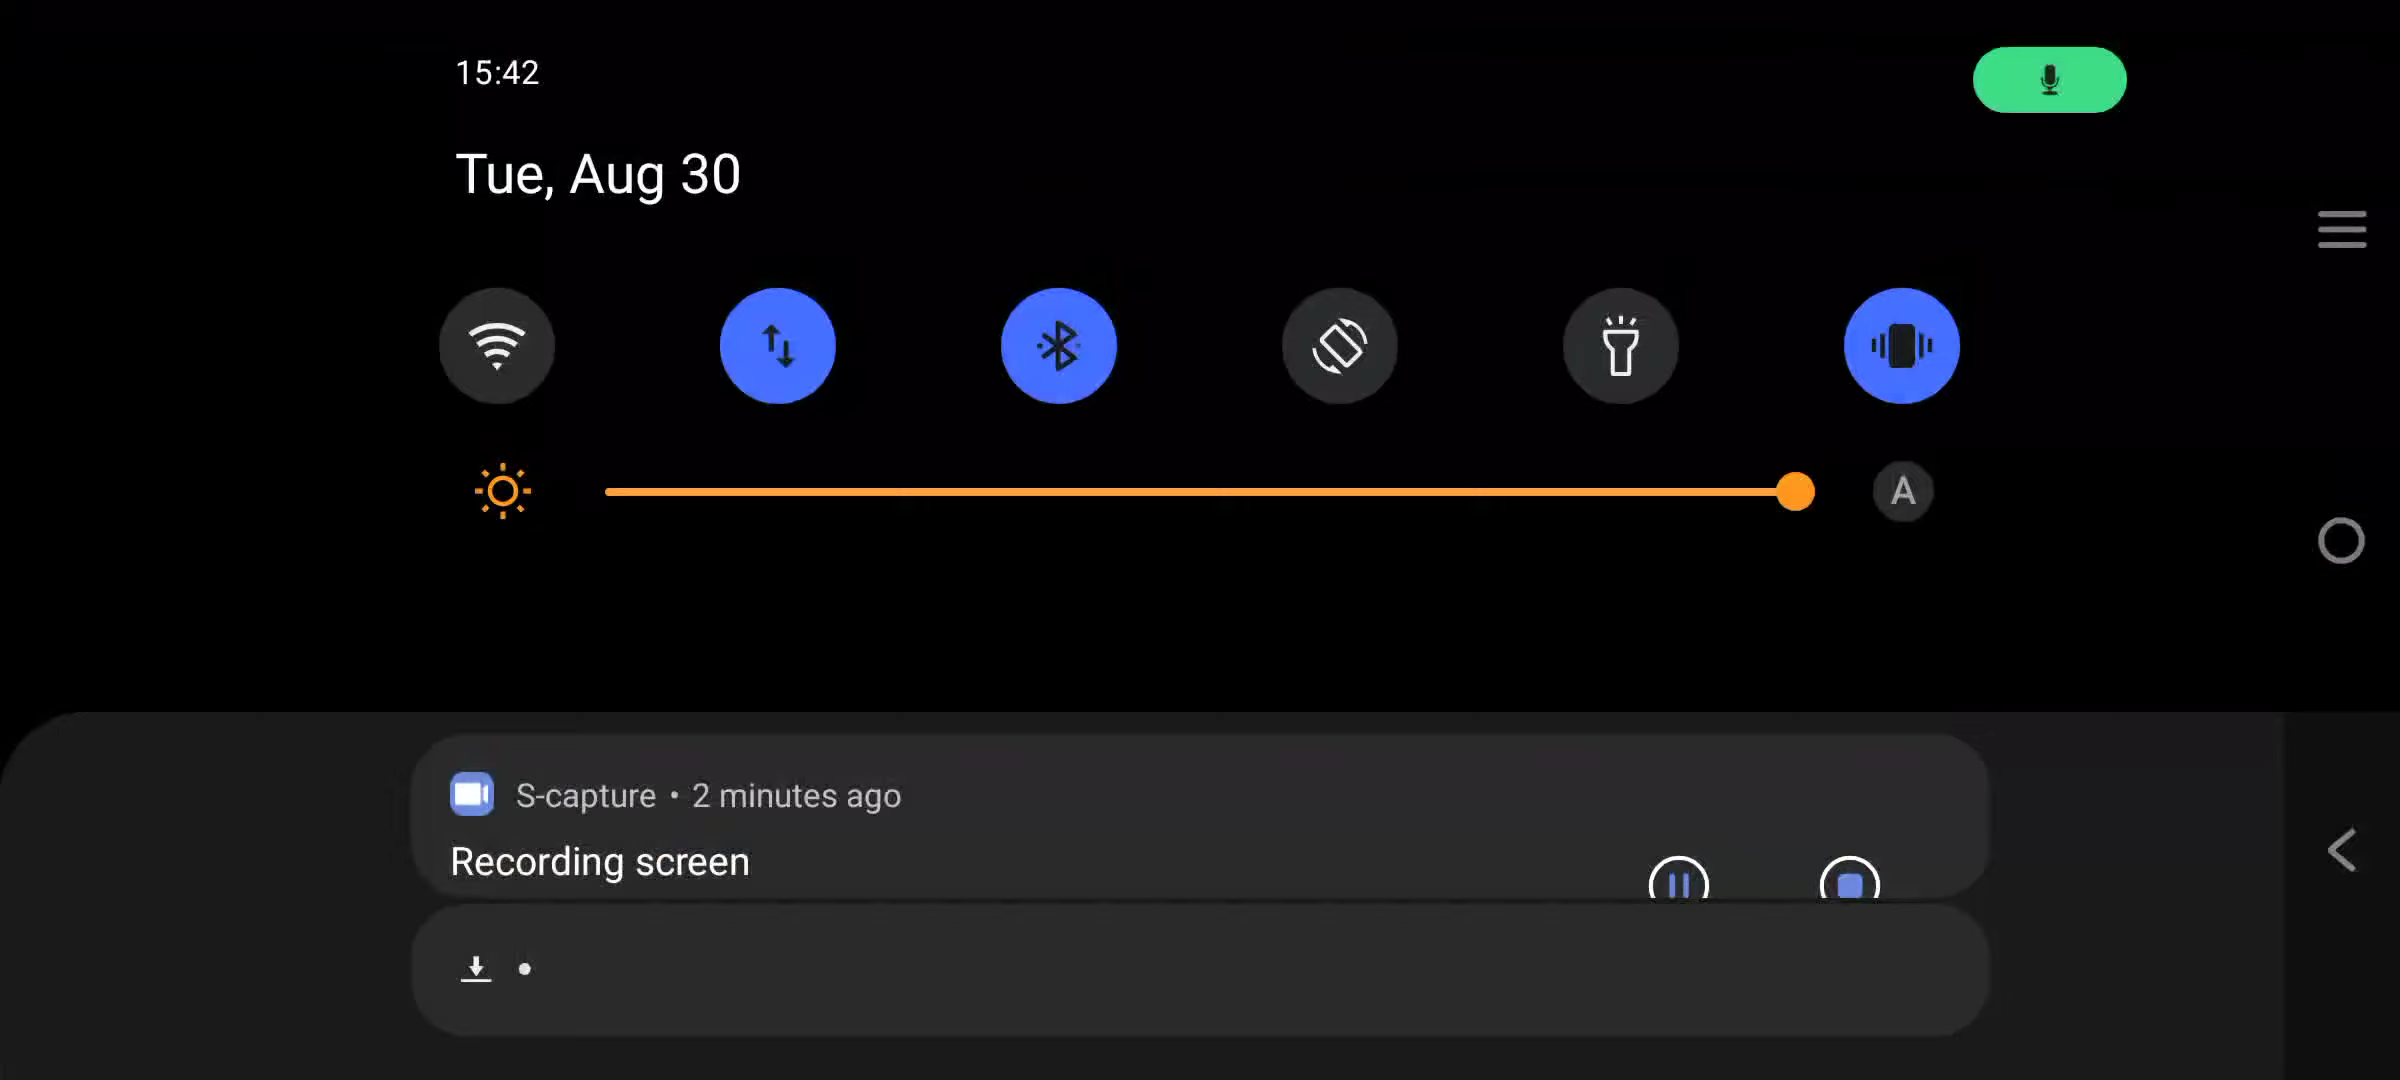 15:42
Tue, Aug 30
A
S-capture • 2 minutes ago
Recording screen